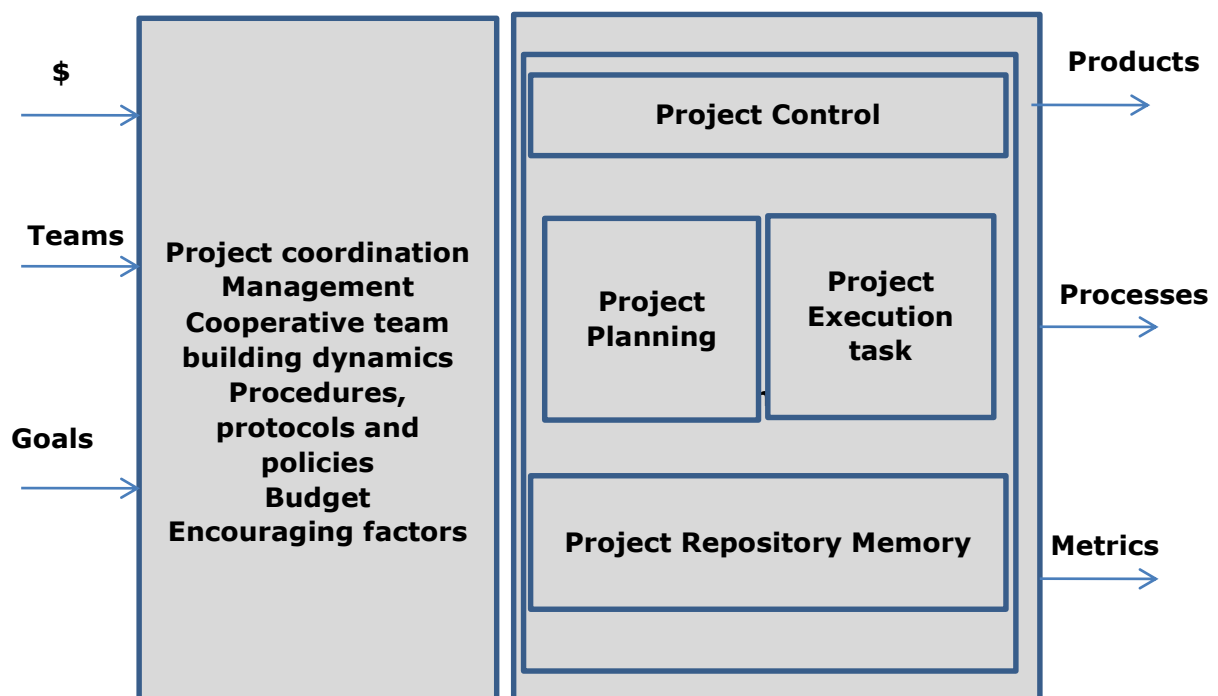 $
Teams
Goals
Project coordination
Management
Cooperative team
building dynamics
Procedures,
protocols and
policies
Budget
Encouraging factors
Project Control
Project
Planning
Project
Execution
task
Project Repository Memory
Products
Processes
Metrics